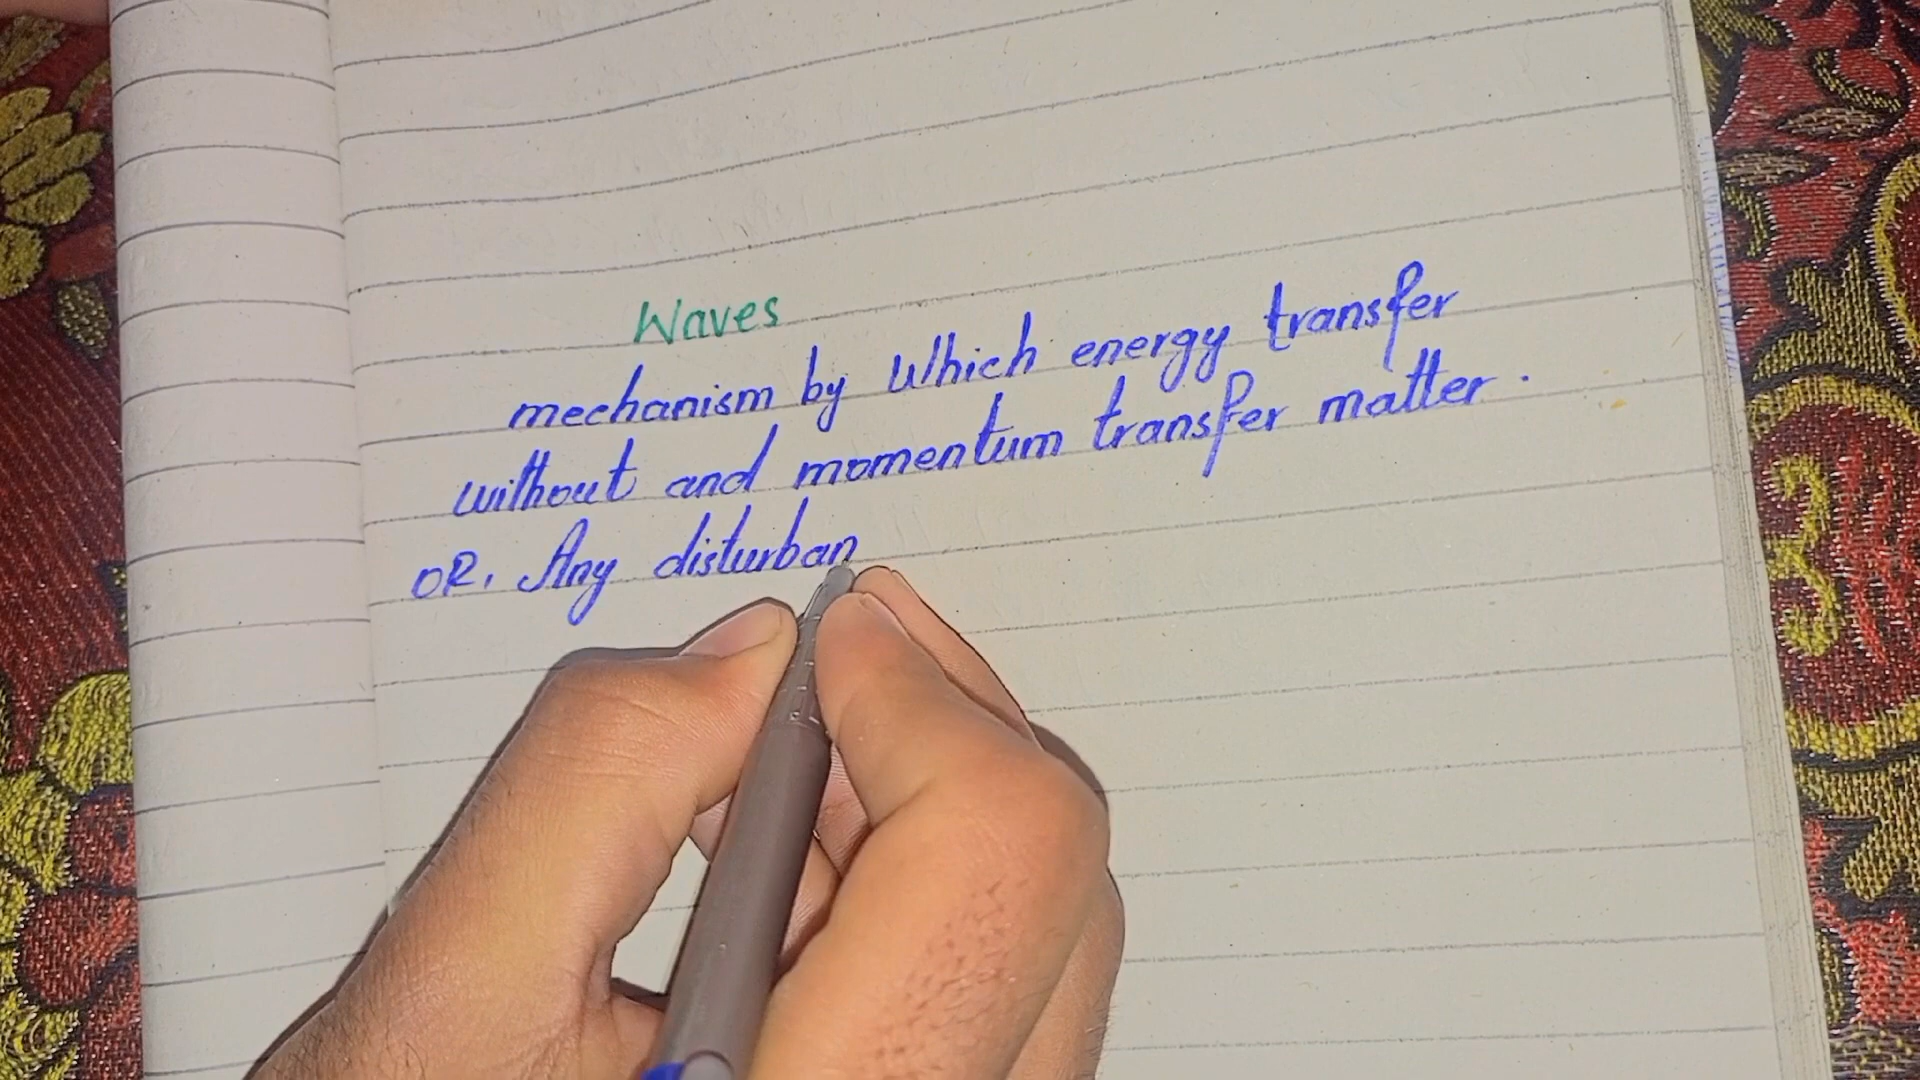 Waves
mechanism by which energy transfer
without and momentum transfer matter.
OR. Any disturban